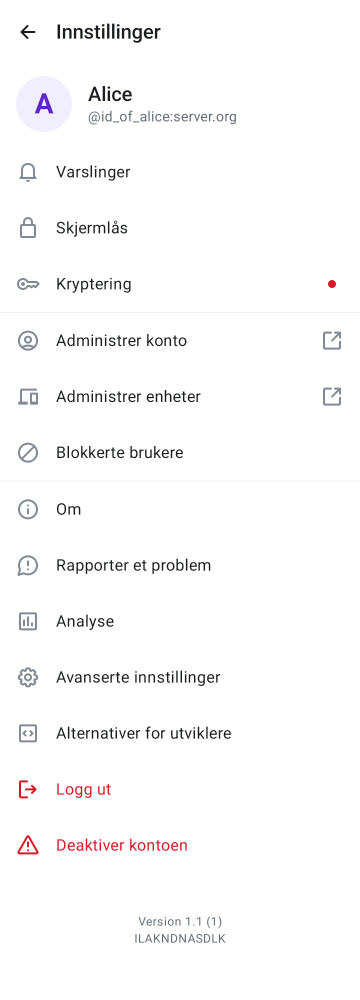 Innstillinger
A
Alice
@id_of_alice:server.org
Varslinger
Skjermlås
Kryptering
Administrer konto
Administrer enheter
Blokkerte brukere
Om
Rapporter et problem
Analyse
Avanserte innstillinger
Alternativer for utviklere
Logg ut
Deaktiver kontoen
Version 1.1 (1)
ILAKNDNASDLK